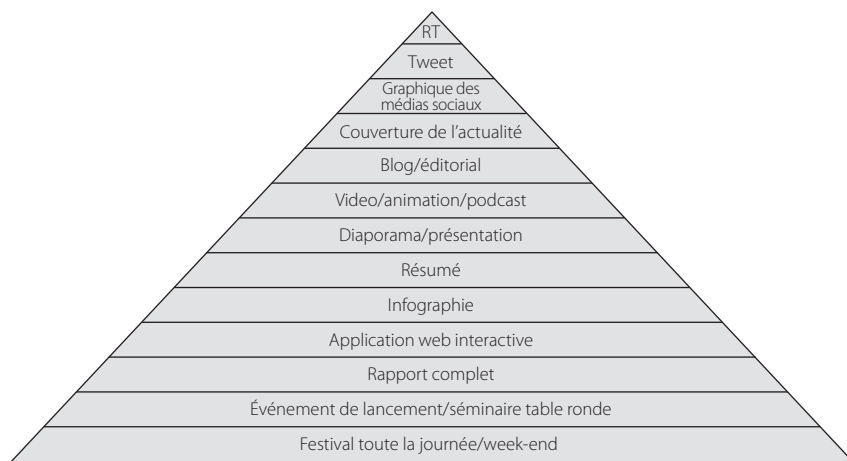 RT
Tweet
Graphique des
médias sociaux
Couverture de l’actualité
Blog/éditorial
Video/animation/podcast
Diaporama/présentation
Résumé
Infographie
Application web interactive
Rapport complet
Événement de lancement/séminaire table ronde
Festival toute la journée/week-end